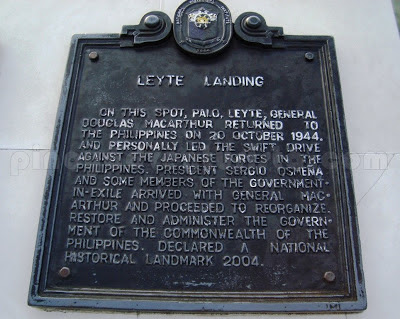 LEYTE LANDING
ON THIS SPOT, PALO, LEYTE, GENERAL
DOUGLAS MACARTHUR RETURNED TO
THE PHILIPPINES ON 20 OCTOBER 1944,
AND PERSONALLY LED THE SWIFT DRIVE
AGAINST THE JAPANESE FORCES IN THE
PHILIPPINES. PRESIDENT SERGIO OSMEÑA
AND SOME MEMBERS OF THE GOVERNMENT-
IN-EXILE ARRIVED WITH GENERAL MAC-
ARTHUR AND PROCEEDED TO REORGANIZE,
RESTORE AND ADMINISTER THE GOVERN-
MENT OF THE COMMONWEALTH OF THE
PHILIPPINES. DECLARED A NATIONAL
HISTORICAL LANDMARK 2004.